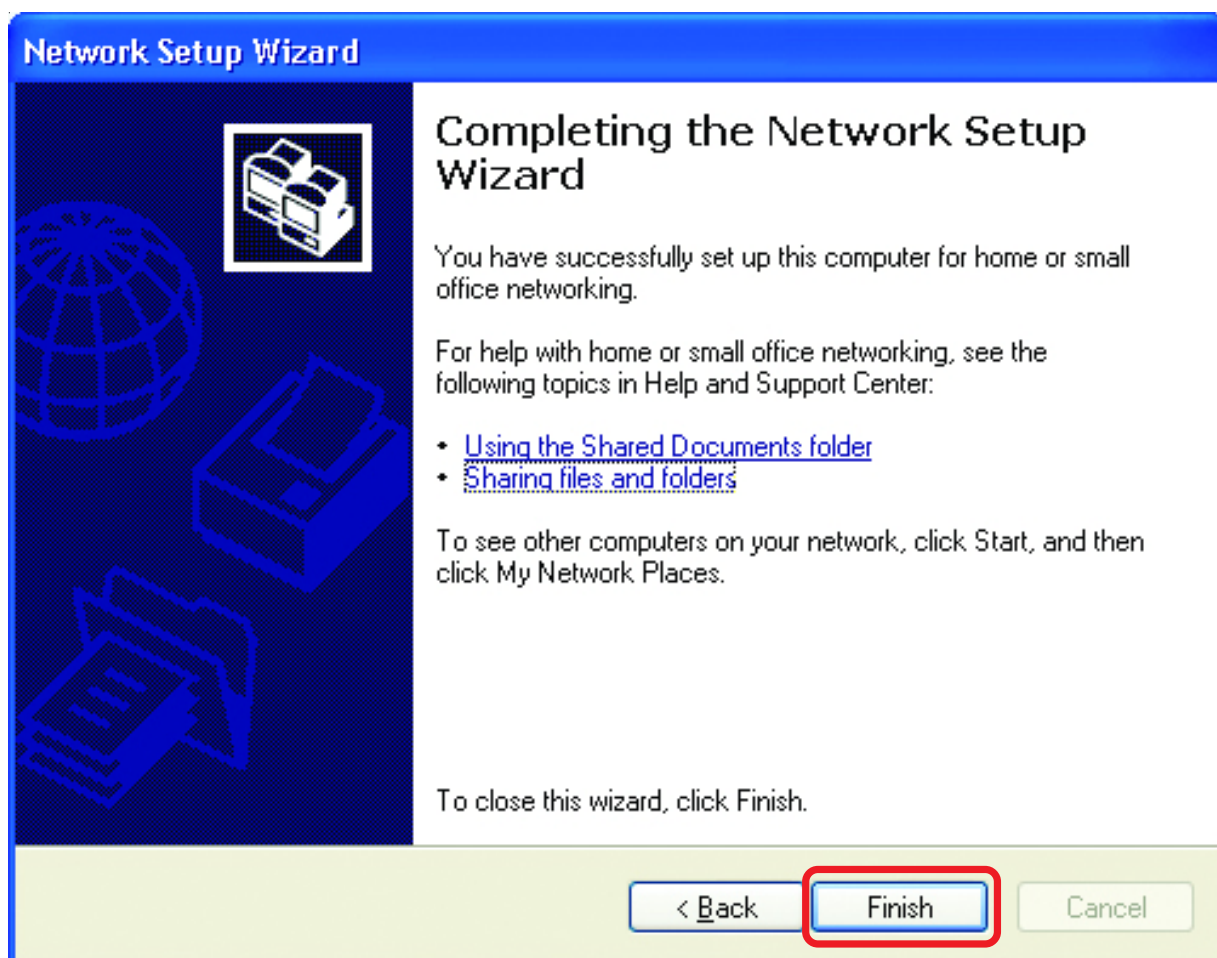 Network Setup Wizard
Completing the Network Setup
Wizard
You have successfully set up this computer for home or small
office networking.
For help with home or small office networking, see the
following topics in Help and Support Center:
• Using the Shared Documents folder
• Sharing files and folders
To see other computers on your network, click Start, and then
click My Network Places.
To close this wizard, click Finish.
< Back Finish Cancel